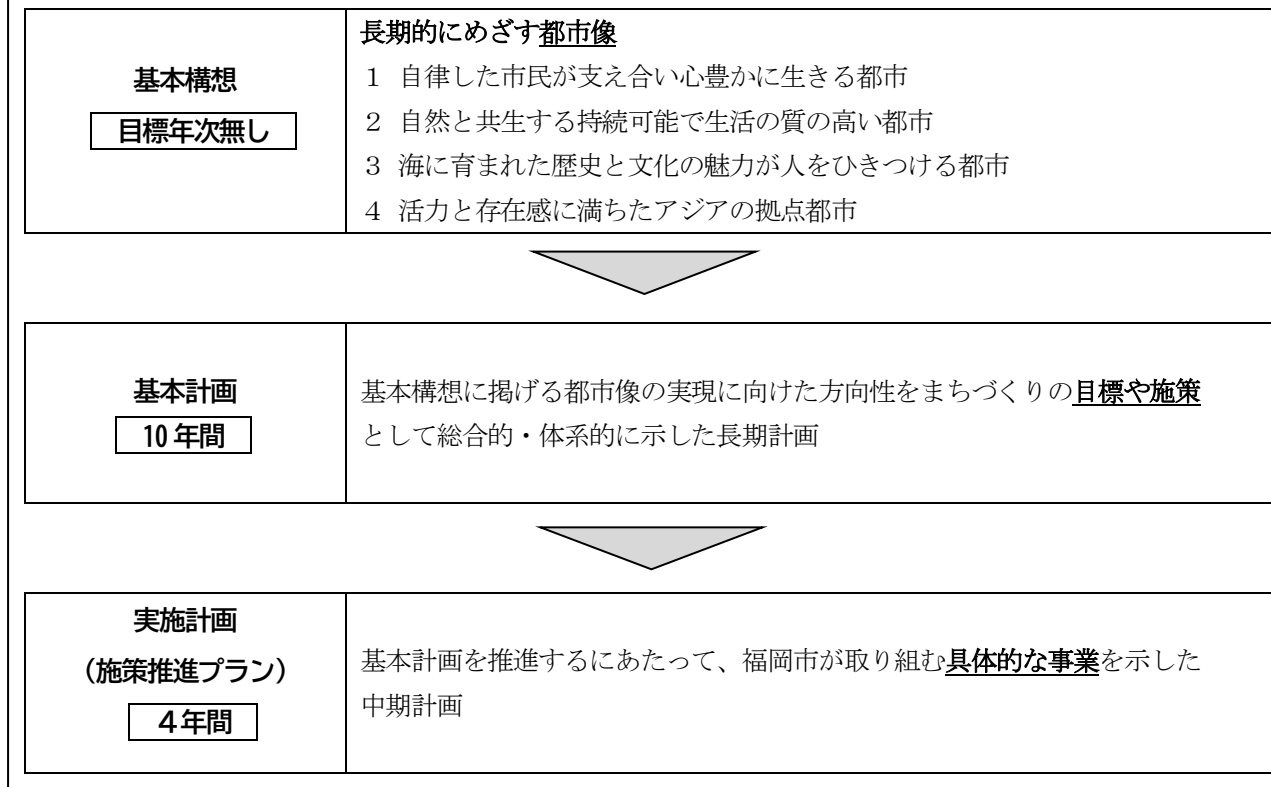 基本構想
目標年次無し
長期的にめざす都市像
１ 自律した市民が支え合い心豊かに生きる都市
２ 自然と共生する持続可能で生活の質の高い都市
３ 海に育まれた歴史と文化の魅力が人をひきつける都市
４ 活力と存在感に満ちたアジアの拠点都市
基本計画
10年間
基本構想に掲げる都市像の実現に向けた方向性をまちづくりの目標や施策
として総合的・体系的に示した長期計画
実施計画
（施策推進プラン）
４年間
基本計画を推進するにあたって、福岡市が取り組む具体的な事業を示した
中期計画